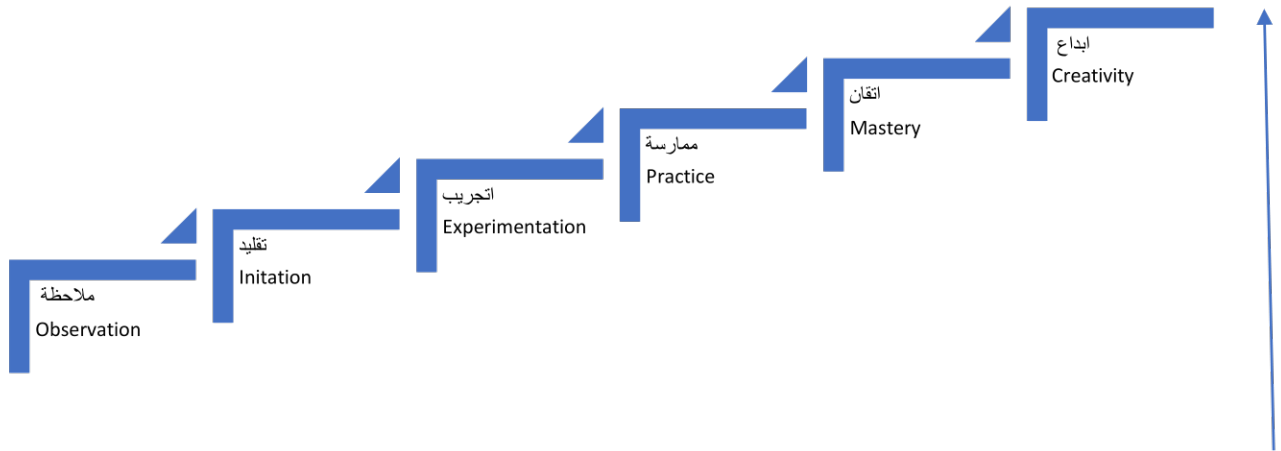 ملاحظة
Observation
تقليد
Initation
اتجريب
Experimentation
ممارسة
Practice
اتقان
Mastery
ابداع
Creativity